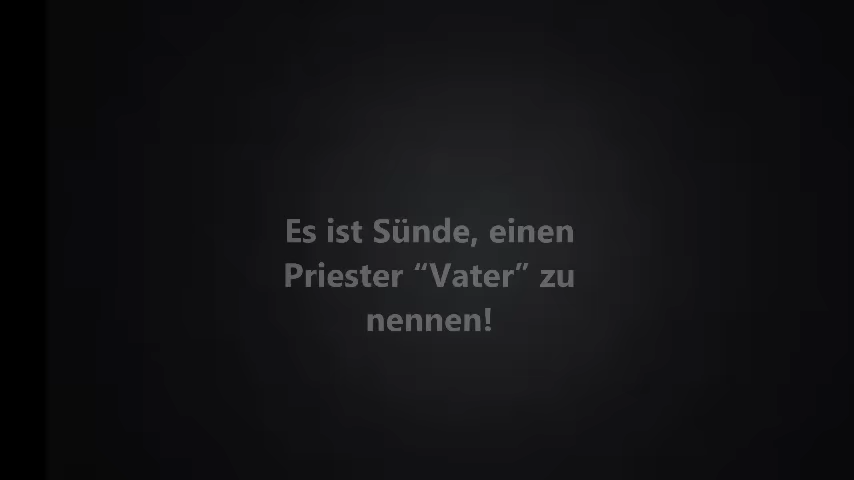 Es ist Sünde, einen
Priester “Vater” zu
nennen!